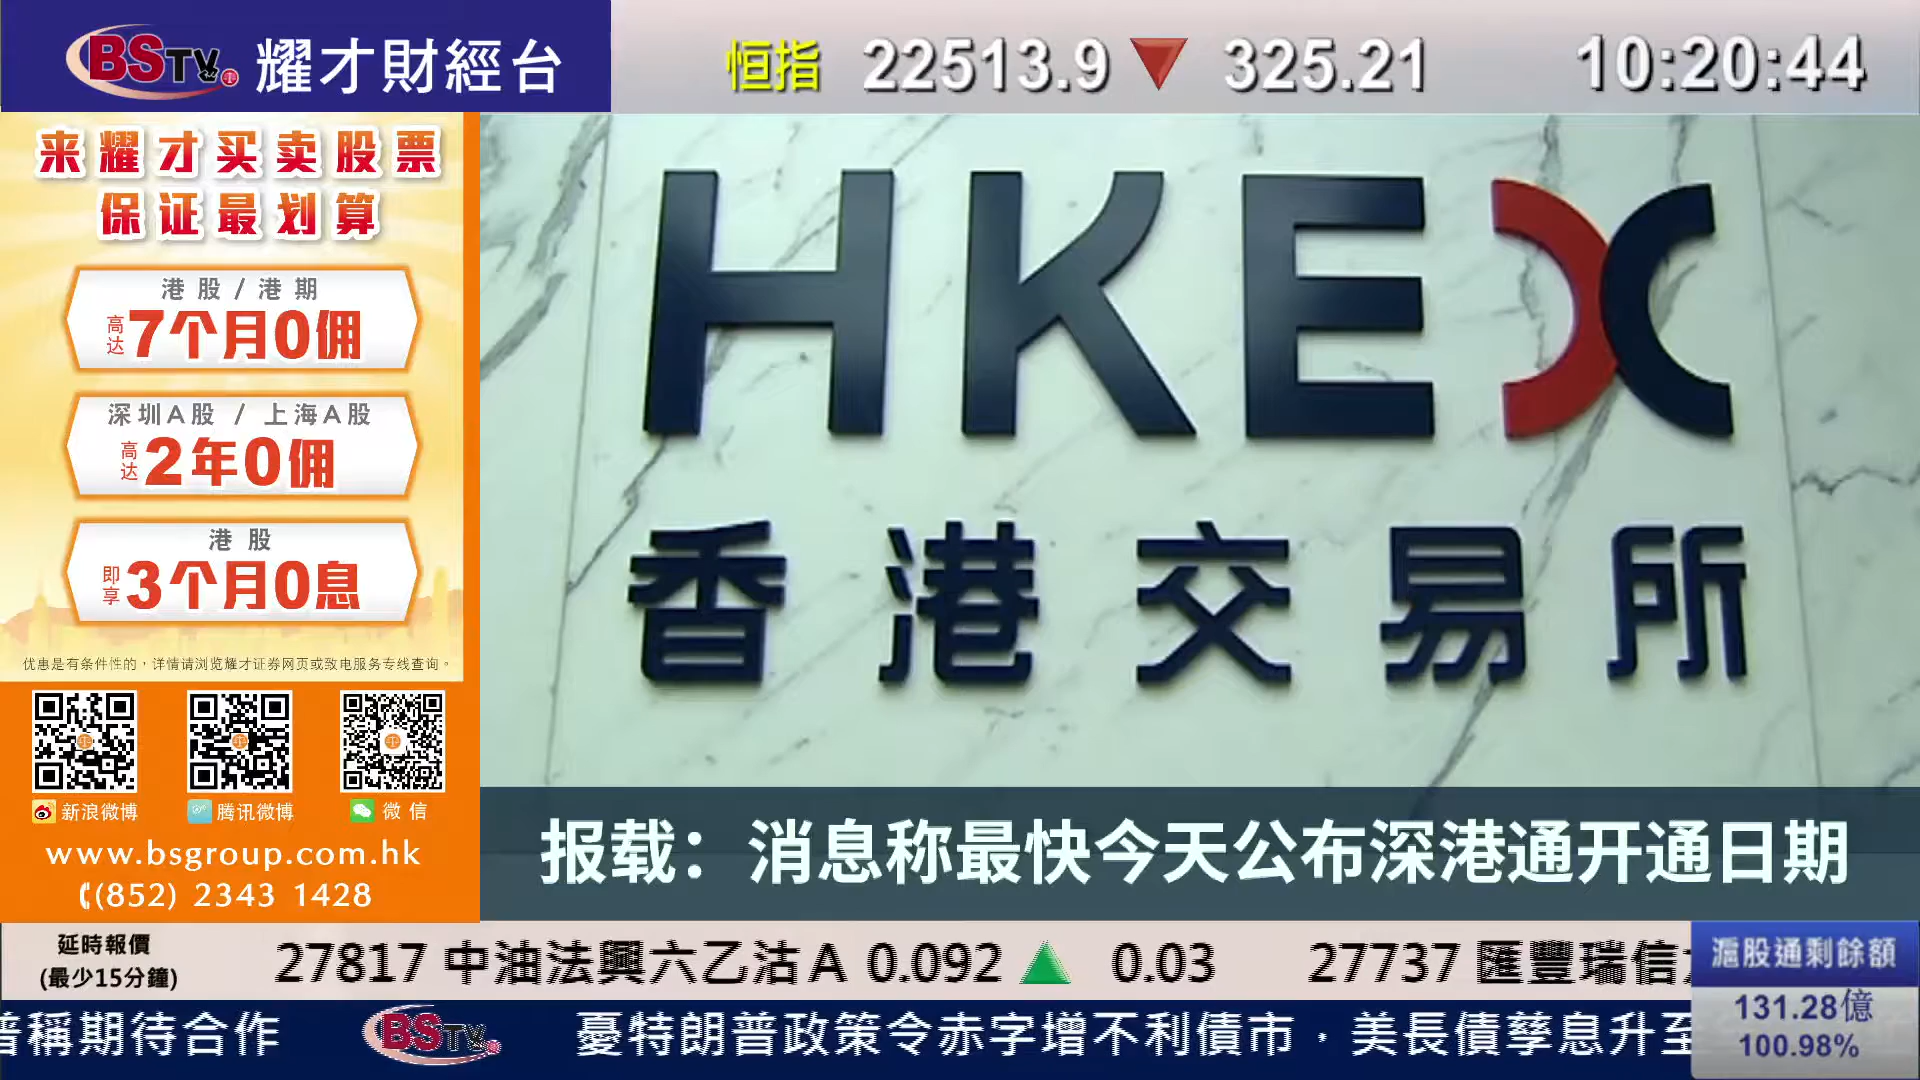 BSTV 耀才財經台
恒指 22513.9 ▼ 325.21 10:20:44
来耀才买卖股票
保证最划算
港股/港期
高达7个月0佣
深圳A股 / 上海A股
高达2年0佣
港股
即享3个月0息
优惠是有条件性的，详情请浏览耀才证券网页或致电服务专线查询。
新浪微博 腾讯微博 微信
www.bsgroup.com.hk
(852) 2343 1428
HKEX
香港交易所
报载：消息称最快今天公布深港通开通日期
延時報價
(最少15分鐘)
27817 中油法興六乙沽A 0.092 ▲ 0.03 27737 匯豐瑞信
滬股通剩餘額
131.28億
100.98%
普稱期待合作 BSTV 憂特朗普政策令赤字增不利債市，美長債孳息升至